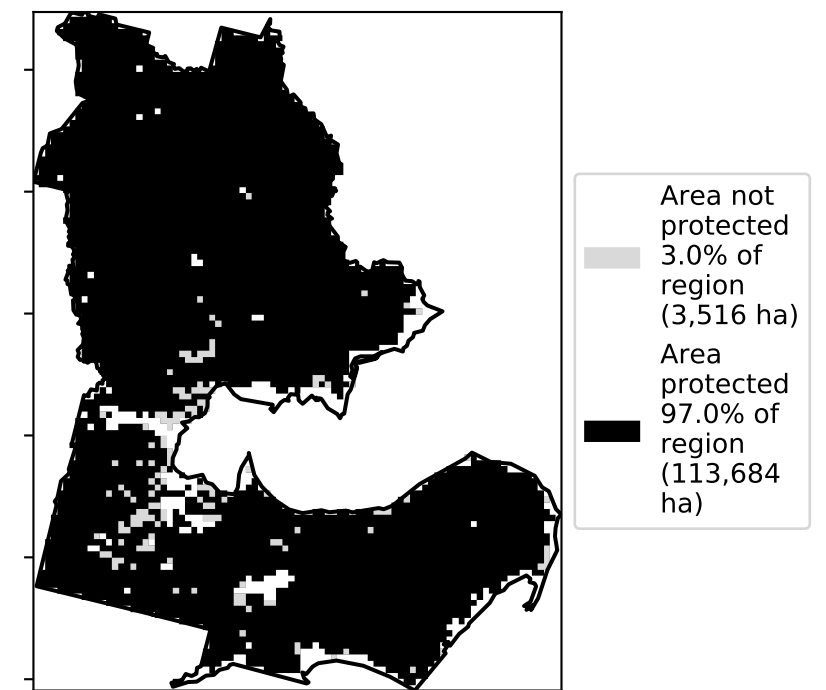 Area not
protected
3.0% of
region
(3,516 ha)
Area
protected
97.0% of
region
(113,684
ha)